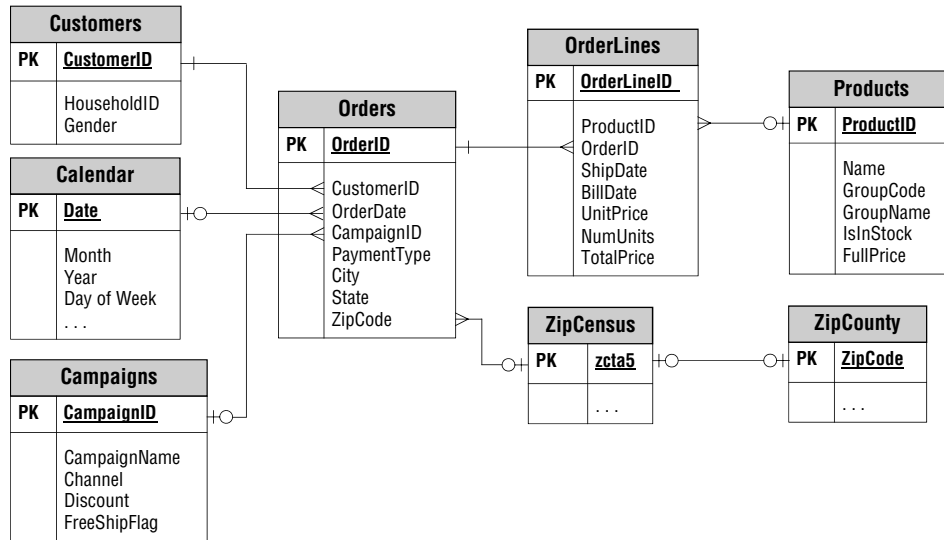 Customers
PK CustomerID
HouseholdID
Gender
Calendar
PK Date
Month
Year
Day of Week
. . .
Campaigns
PK CampaignID
CampaignName
Channel
Discount
FreeShipFlag
Orders
PK OrderID
CustomerID
OrderDate
CampaignID
PaymentType
City
State
ZipCode
OrderLines
PK OrderLineID
ProductID
OrderID
ShipDate
BillDate
UnitPrice
NumUnits
TotalPrice
Products
PK ProductID
Name
GroupCode
GroupName
IsInStock
FullPrice
ZipCensus
PK zcta5
. . .
ZipCounty
PK ZipCode
. . .